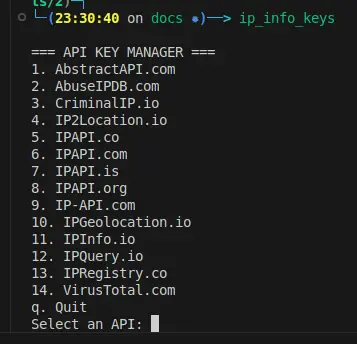 ts/2)
(23:30:40 on docs ✹)──> ip_info_keys
=== API KEY MANAGER ===
1. AbstractAPI.com
2. AbuseIPDB.com
3. CriminalIP.io
4. IP2Location.io
5. IPAPI.co
6. IPAPI.com
7. IPAPI.is
8. IPAPI.org
9. IP-API.com
10. IPGeolocation.io
11. IPInfo.io
12. IPQuery.io
13. IPRegistry.co
14. VirusTotal.com
q. Quit
Select an API: